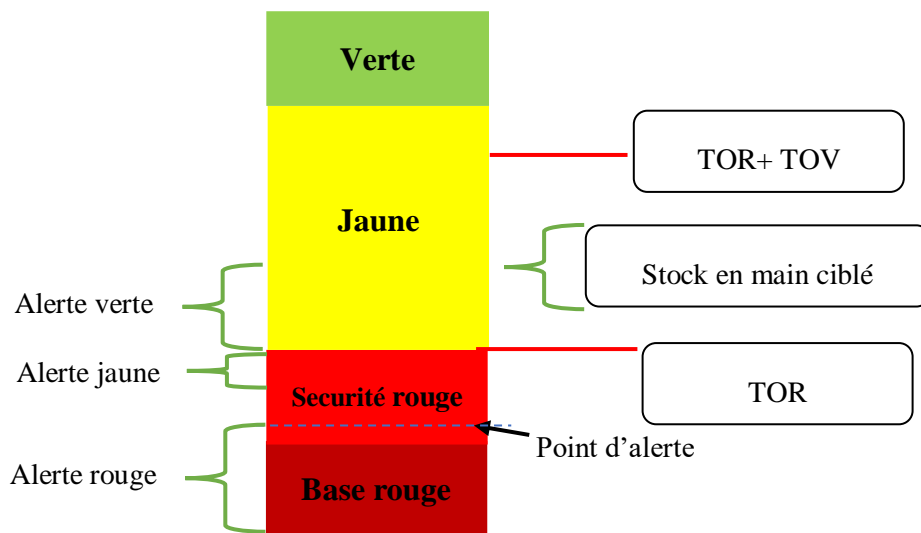 Verte
TOR+ TOV
Jaune
Stock en main ciblé
Alerte verte
Alerte jaune
Securité rouge
TOR
Point d’alerte
Alerte rouge
Base rouge